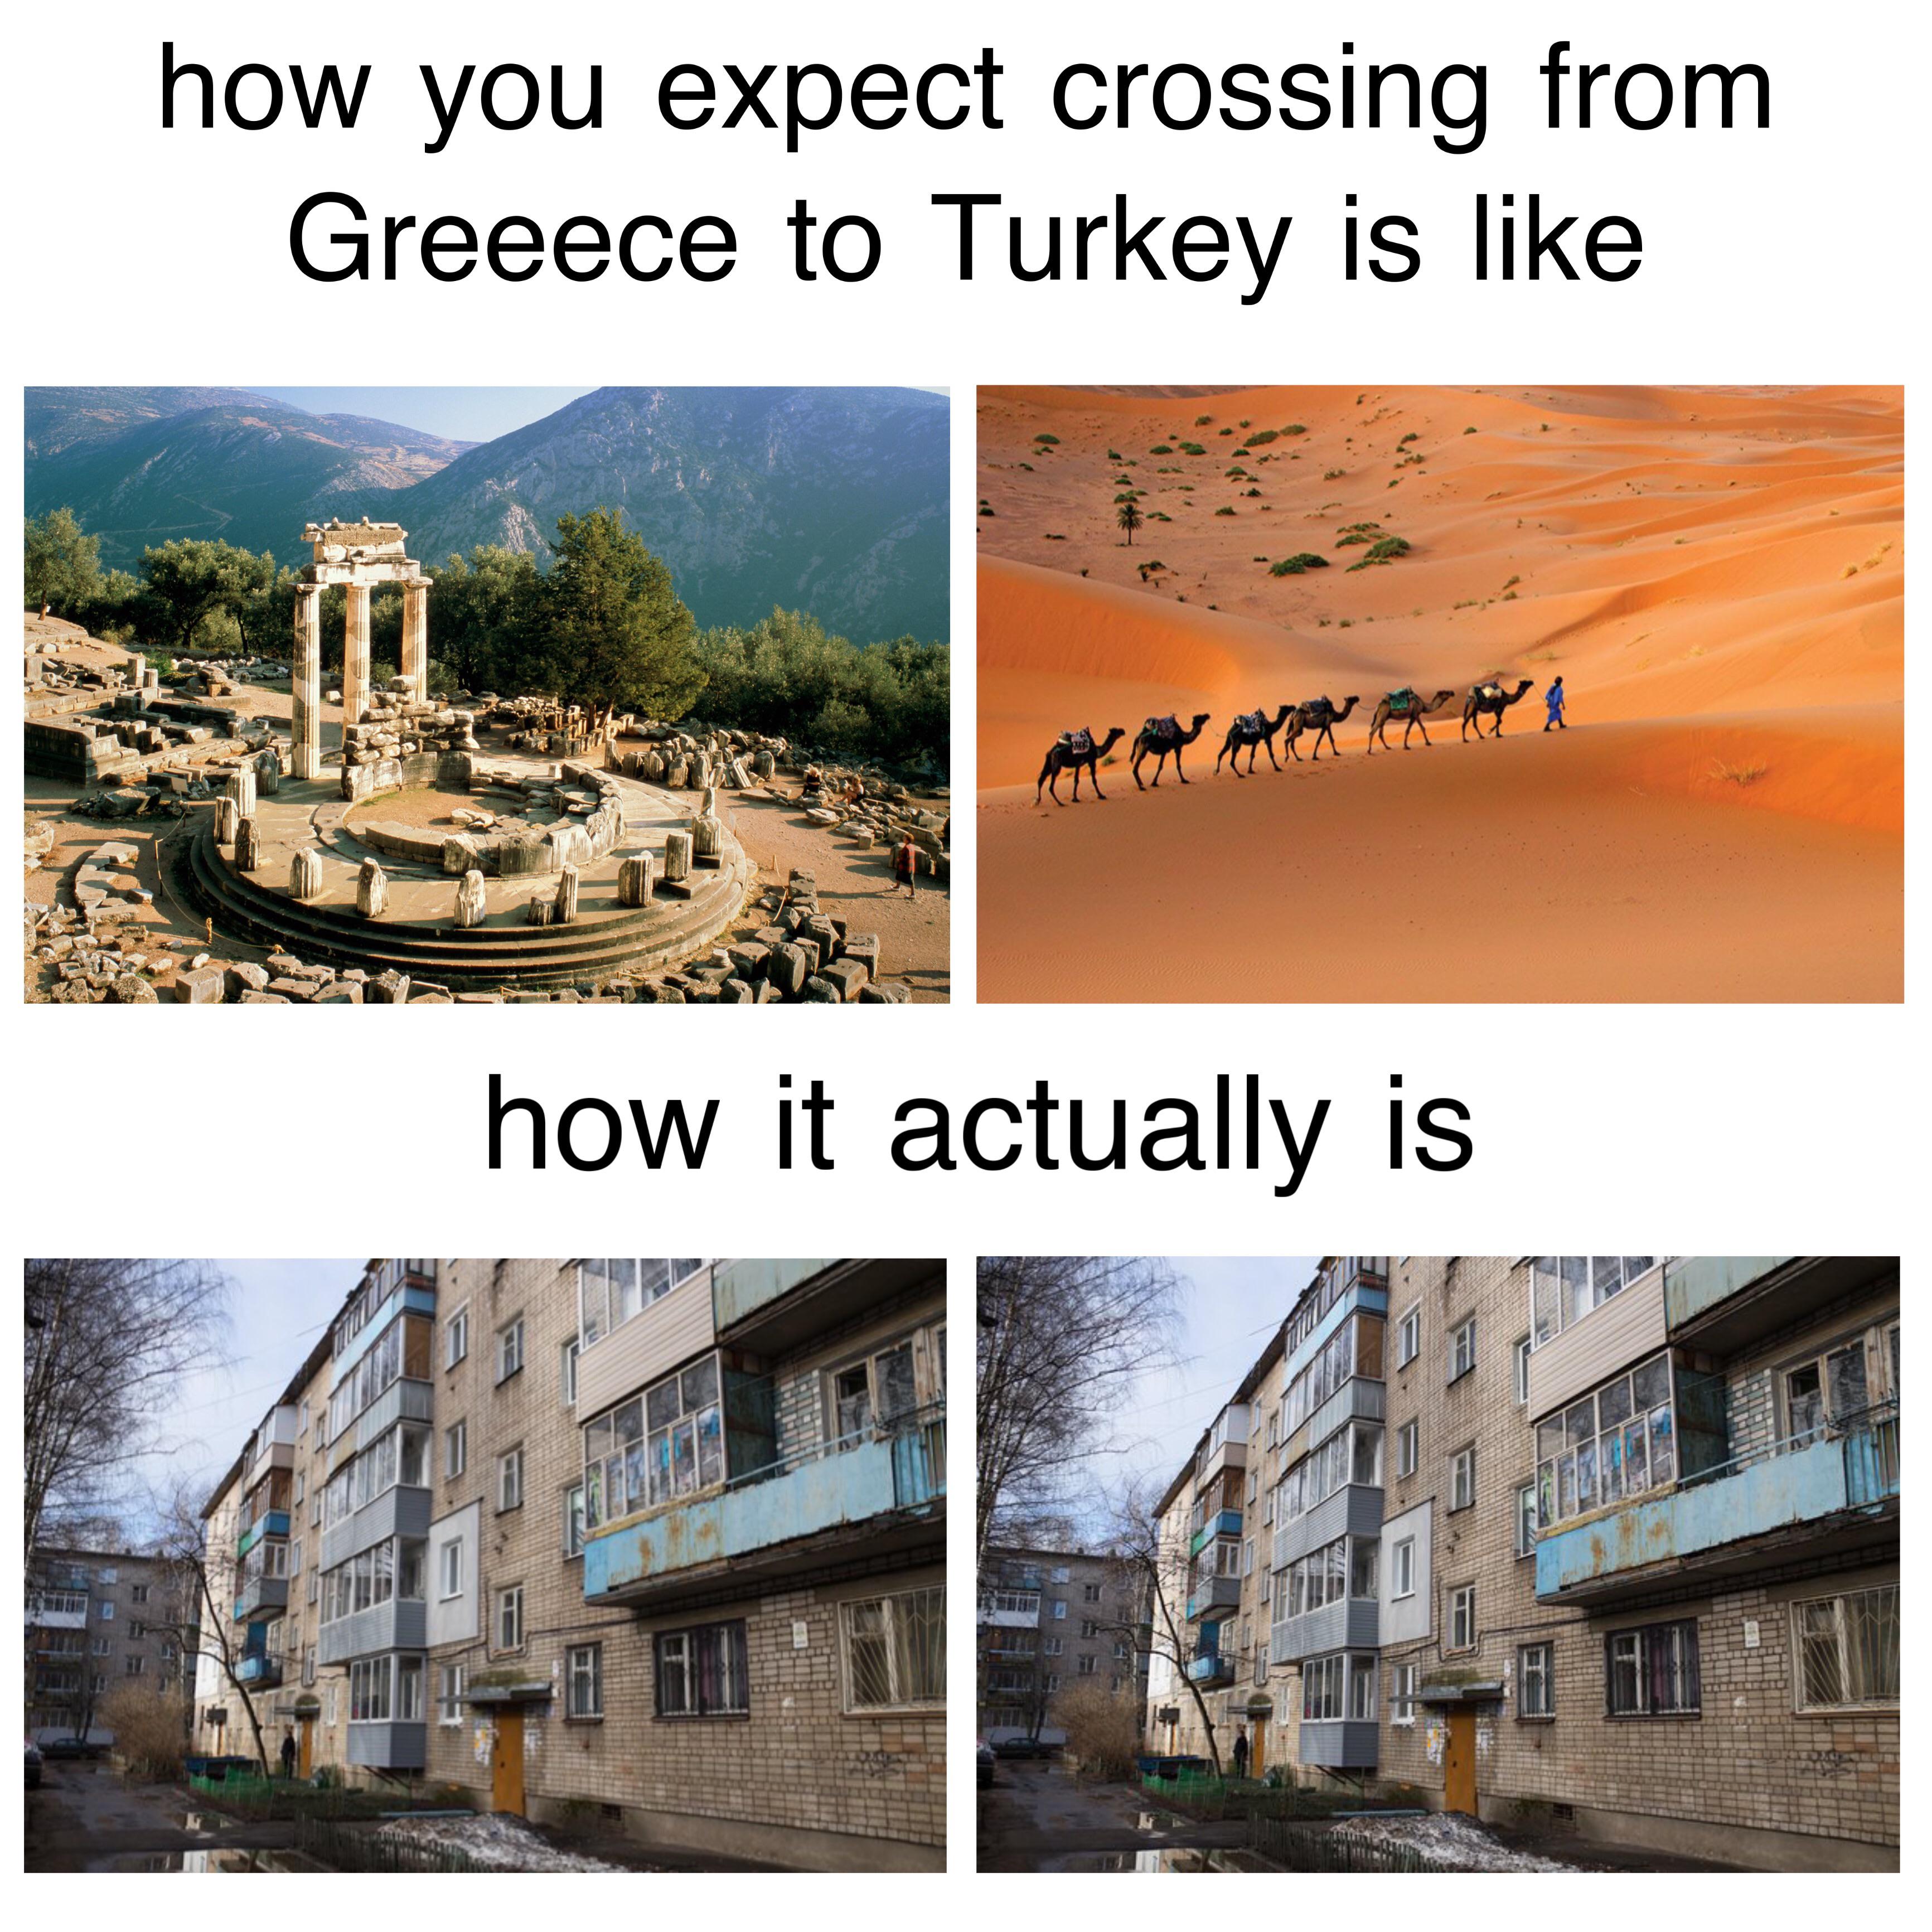 how you expect crossing from
Greeece to Turkey is like
how it actually is